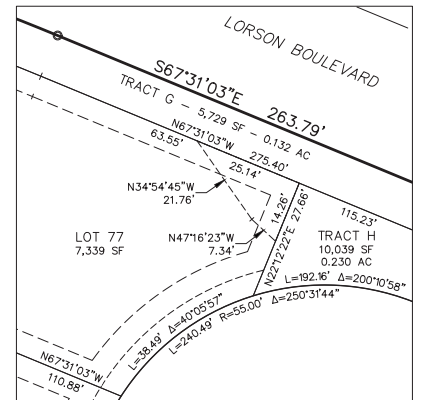 LORSON BOULEVARD
S67°31'03"E 263.79'
TRACT G - 5,729 SF - 0.132 AC
N67°31'03"W 275.40'
63.55'
25.14'
N34°54'45"W
21.76'
14.26'
N22°12'22"E 27.66'
115.23'
N47°16'23"W
7.34'
LOT 77
7,339 SF
TRACT H
10,039 SF
0.230 AC
L=192.16' Δ=200°10'58"
L=38.49' Δ=40°05'57"
L=240.49' R=55.00' Δ=250°31'44"
N67°31'03"W
110.88'